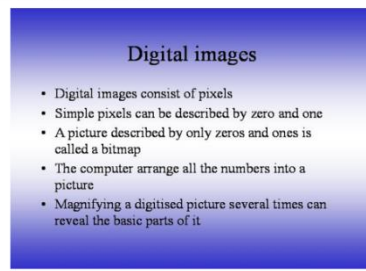 Digital images
• Digital images consist of pixels
• Simple pixels can be described by zero and one
• A picture described by only zeros and ones is
called a bitmap
• The computer arrange all the numbers into a
picture
• Magnifying a digitised picture several times can
reveal the basic parts of it